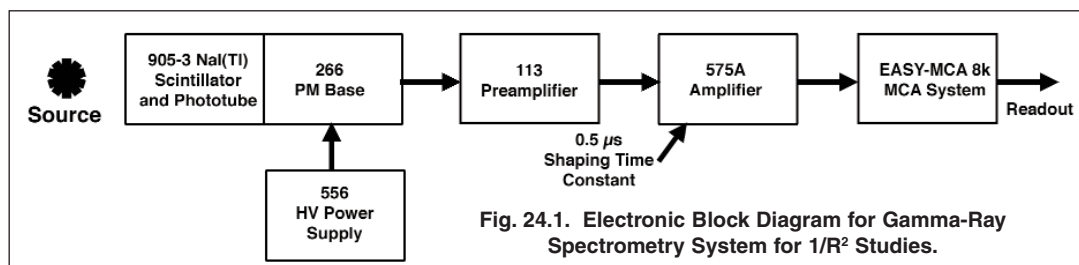 Source
905-3 NaI(Tl)
Scintillator
and Phototube
266
PM Base
113
Preamplifier
575A
Amplifier
EASY-MCA 8k
MCA System
Readout
0.5 µs
Shaping Time
Constant
556
HV Power
Supply
Fig. 24.1. Electronic Block Diagram for Gamma-Ray
Spectrometry System for 1/R² Studies.